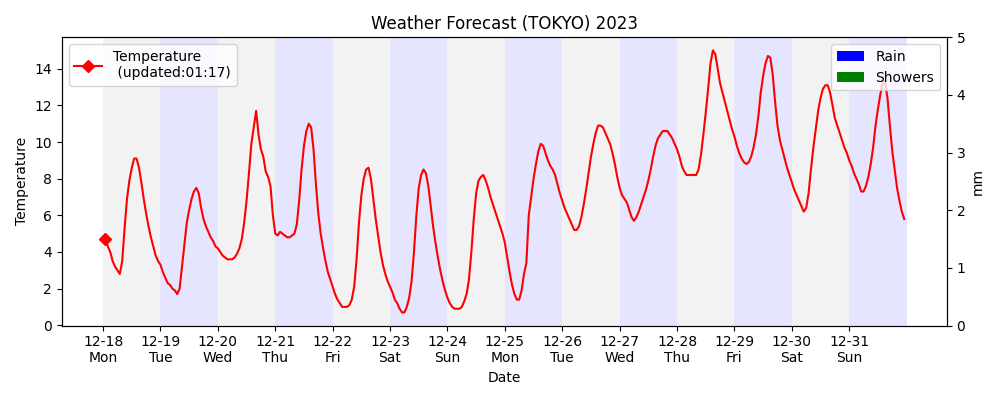 Weather Forecast (TOKYO) 2023
Temperature
(updated:01:17)
Rain
Showers
Temperature
14
12
10
8
6
4
2
0
5
4
3
2
1
0
mm
12-18 12-19 12-20 12-21 12-22 12-23 12-24 12-25 12-26 12-27 12-28 12-29 12-30 12-31
Mon Tue Wed Thu Fri Sat Sun Mon Tue Wed Thu Fri Sat Sun
Date